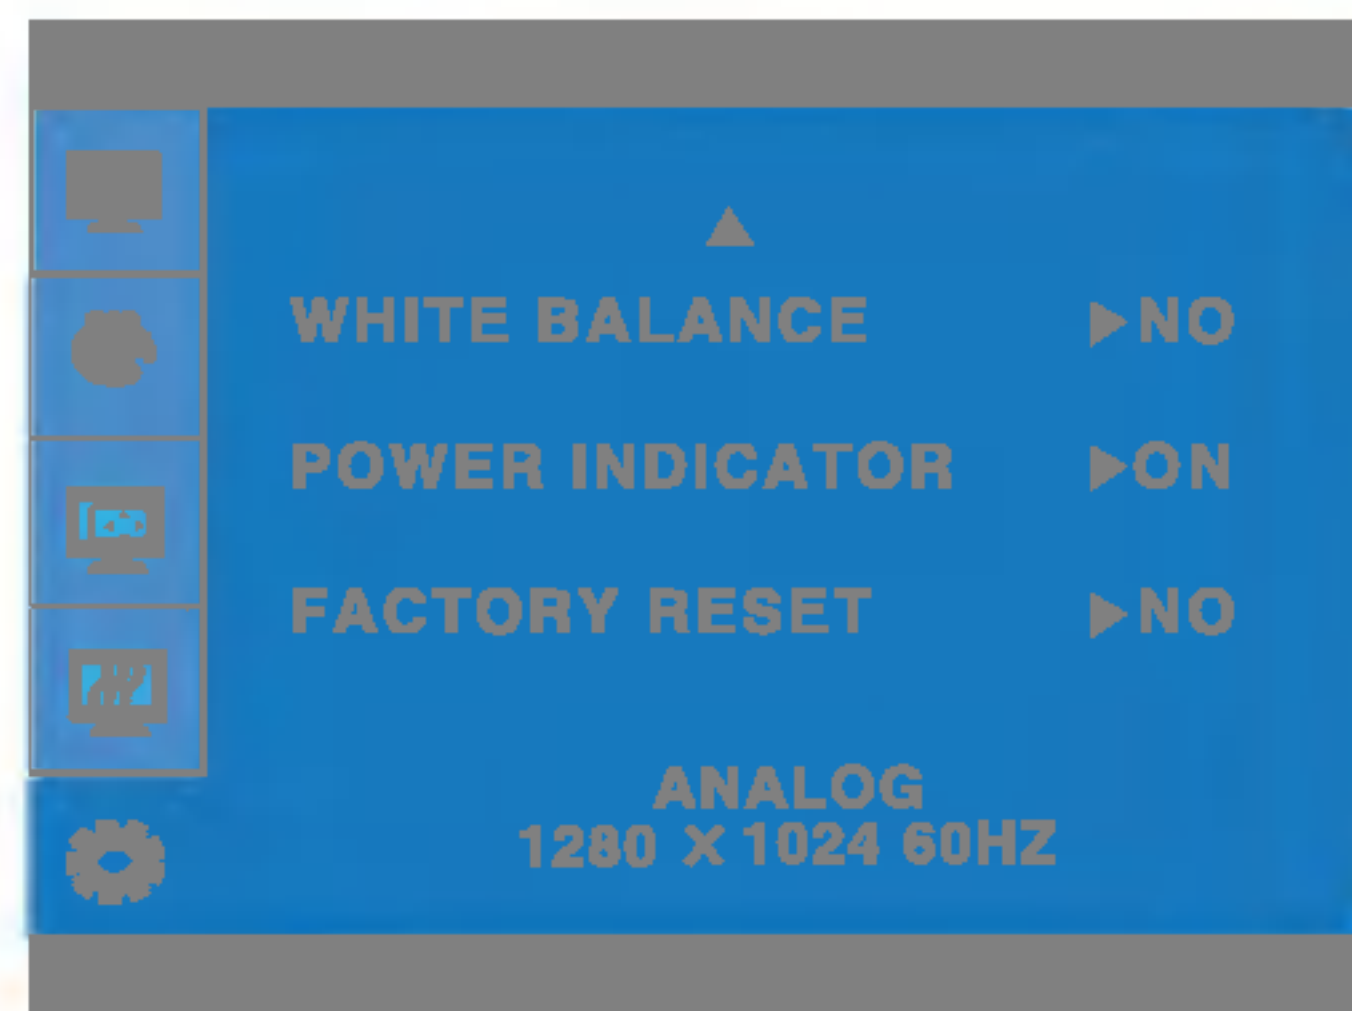 ▲
WHITE BALANCE ▶NO
POWER INDICATOR ▶ON
FACTORY RESET ▶NO
ANALOG
1280 X 1024 60HZ